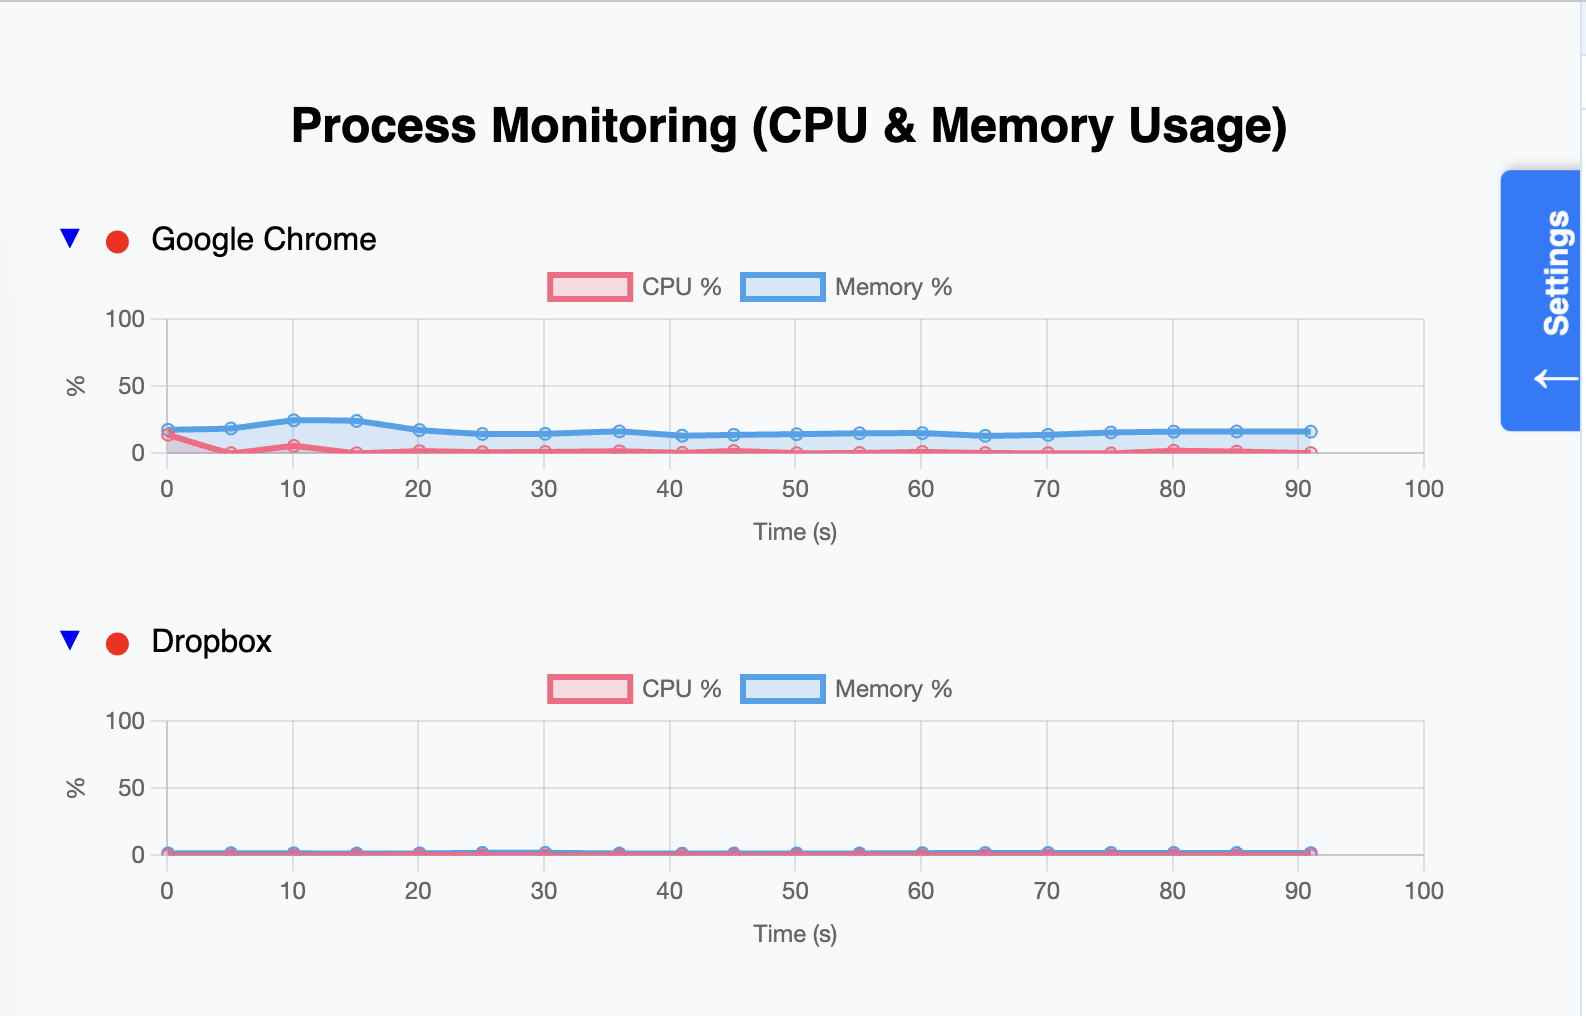 Process Monitoring (CPU & Memory Usage)
Settings
Google Chrome
CPU % Memory %
100
50
0
%
0 10 20 30 40 50 60 70 80 90 100
Time (s)
Dropbox
CPU % Memory %
100
50
0
%
0 10 20 30 40 50 60 70 80 90 100
Time (s)